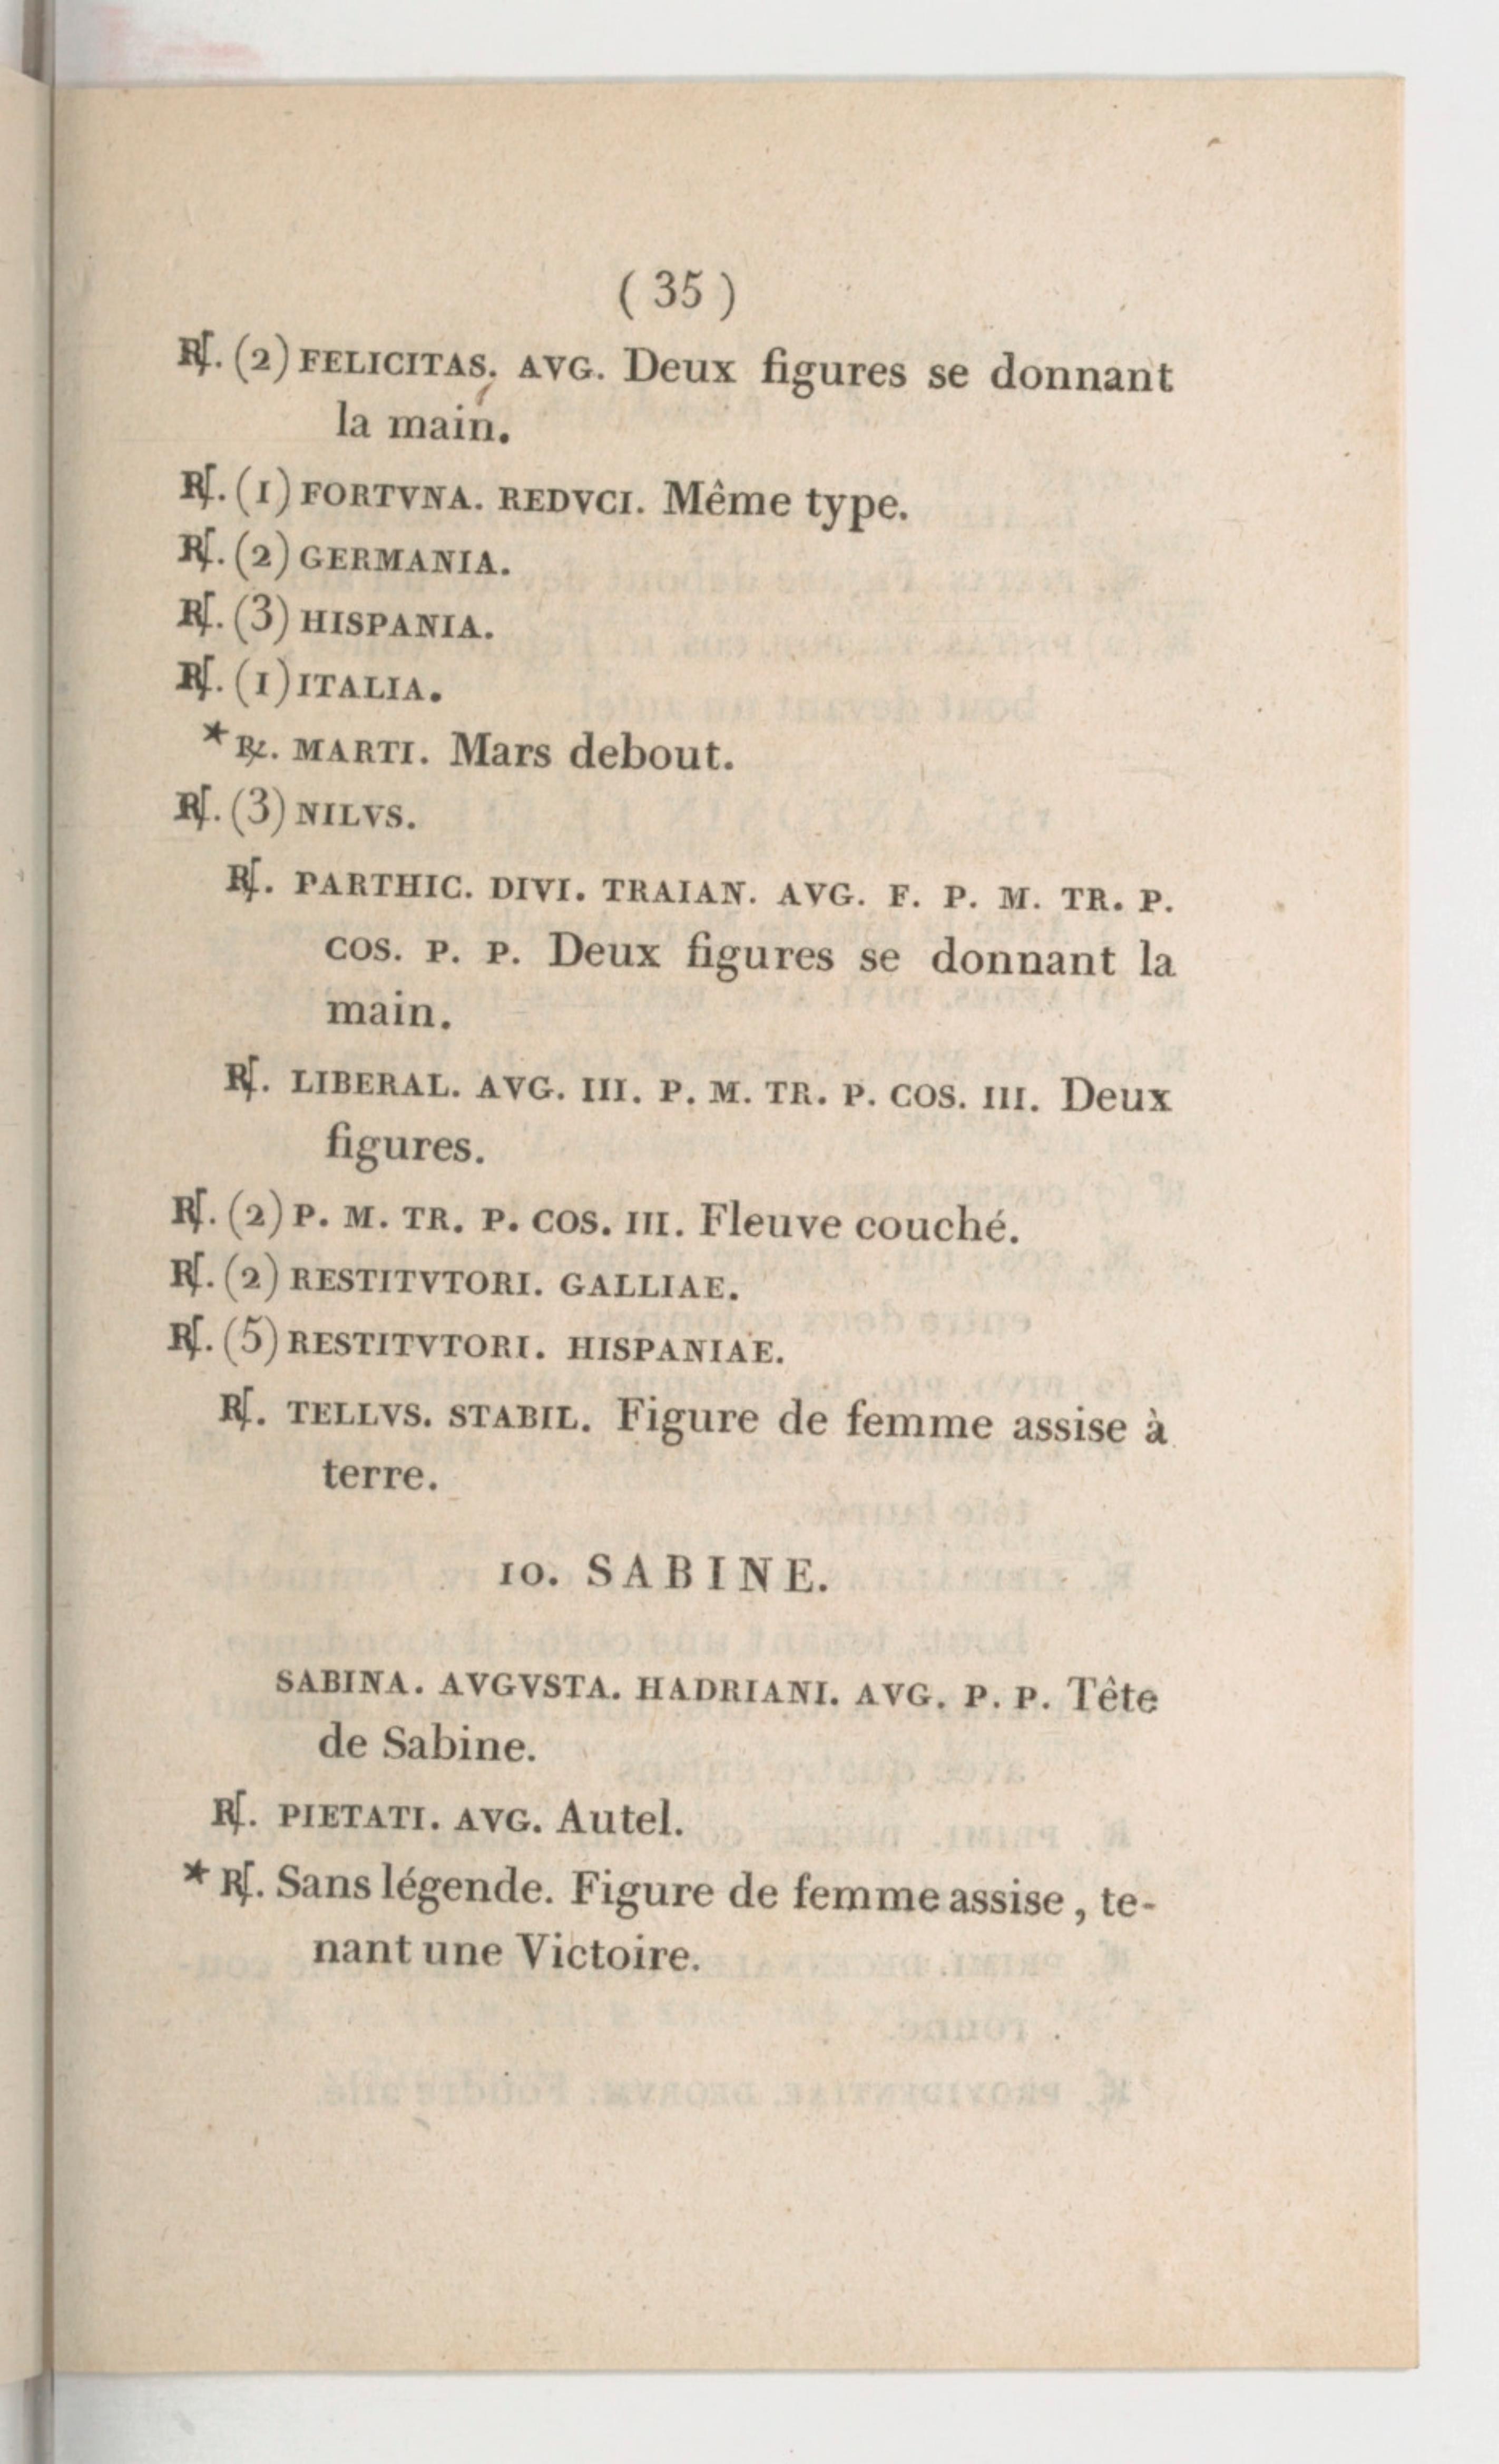 ( 35 )
℟. (2) FELICITAS. AVG. Deux figures se donnant
la main.
℟. (1) FORTVNA. REDVCI. Même type.
℟. (2) GERMANIA.
℟. (3) HISPANIA.
℟. (1) ITALIA.
* ℞. MARTI. Mars debout.
℟. (3) NILVS.
℟. PARTHIC. DIVI. TRAIAN. AVG. F. P. M. TR. P.
COS. P. P. Deux figures se donnant la
main.
℟. LIBERAL. AVG. III. P. M. TR. P. COS. III. Deux
figures.
℟. (2) P. M. TR. P. COS. III. Fleuve couché.
℟. (2) RESTITVTORI. GALLIAE.
℟. (5) RESTITVTORI. HISPANIAE.
℟. TELLVS. STABIL. Figure de femme assise à
terre.
10. SABINE.
SABINA. AVGVSTA. HADRIANI. AVG. P. P. Tête
de Sabine.
℟. PIETATI. AVG. Autel.
* ℟. Sans légende. Figure de femme assise, te-
nant une Victoire.